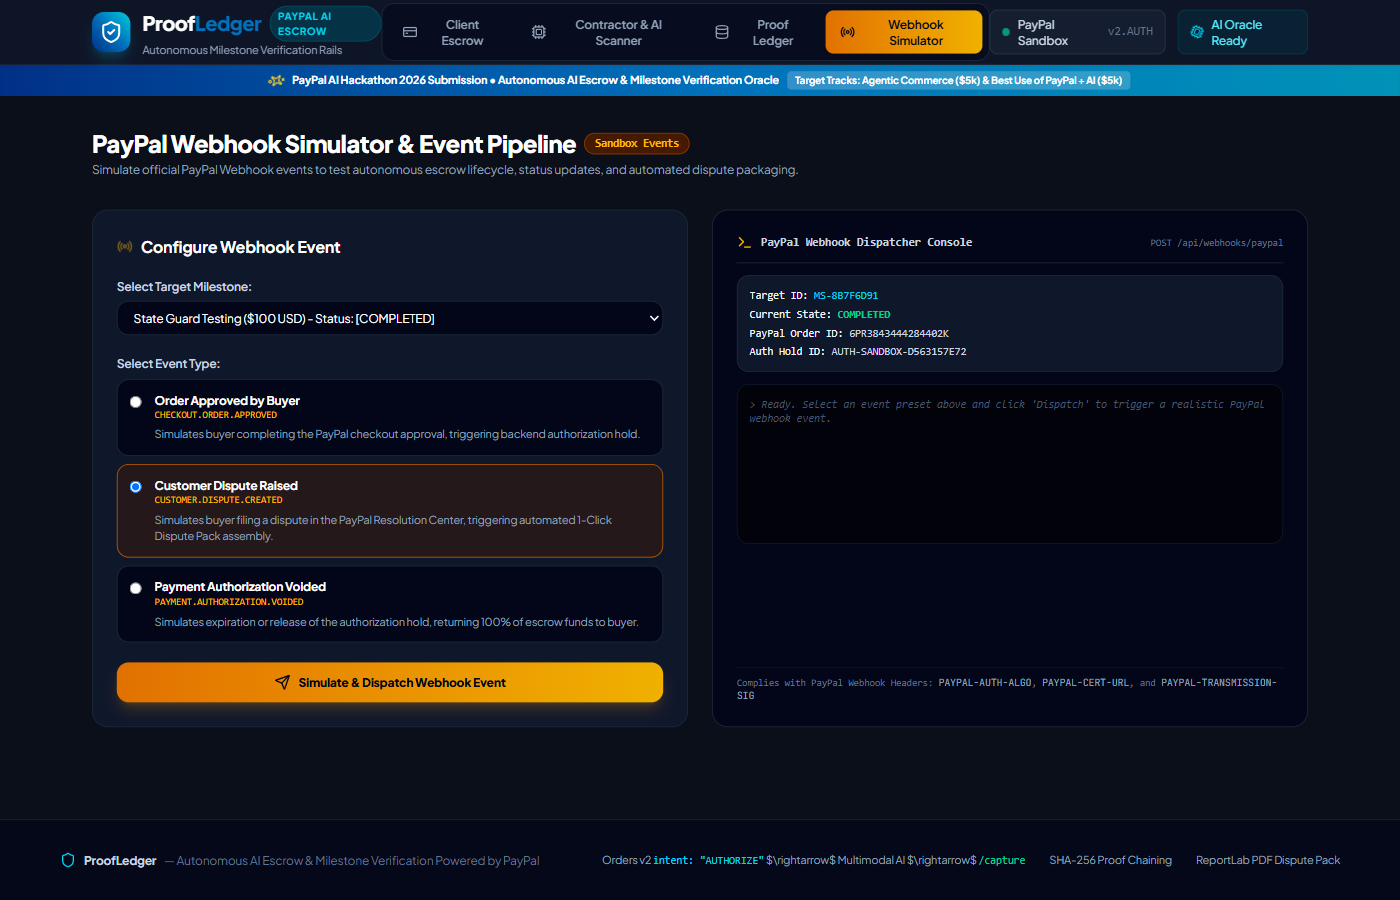 ProofLedger
PAYPAL AI
ESCROW
Autonomous Milestone Verification Rails
Client
Escrow
Contractor & AI
Scanner
Proof
Ledger
Webhook
Simulator
PayPal
Sandbox
v2.AUTH
AI Oracle
Ready
PayPal AI Hackathon 2026 Submission • Autonomous AI Escrow & Milestone Verification Oracle
Target Tracks: Agentic Commerce ($5k) & Best Use of PayPal + AI ($5k)
PayPal Webhook Simulator & Event Pipeline
Sandbox Events
Simulate official PayPal Webhook events to test autonomous escrow lifecycle, status updates, and automated dispute packaging.
Configure Webhook Event
Select Target Milestone:
State Guard Testing ($100 USD) - Status: [COMPLETED]
Select Event Type:
Order Approved by Buyer
CHECKOUT.ORDER.APPROVED
Simulates buyer completing the PayPal checkout approval, triggering backend authorization hold.
Customer Dispute Raised
CUSTOMER.DISPUTE.CREATED
Simulates buyer filing a dispute in the PayPal Resolution Center, triggering automated 1-Click
Dispute Pack assembly.
Payment Authorization Voided
PAYMENT.AUTHORIZATION.VOIDED
Simulates expiration or release of the authorization hold, returning 100% of escrow funds to buyer.
Simulate & Dispatch Webhook Event
PayPal Webhook Dispatcher Console
POST /api/webhooks/paypal
Target ID: MS-8B7F6D91
Current State: COMPLETED
PayPal Order ID: 6PR3843444284402K
Auth Hold ID: AUTH-SANDBOX-D563157E72
> Ready. Select an event preset above and click 'Dispatch' to trigger a realistic PayPal
webhook event.
Complies with PayPal Webhook Headers: PAYPAL-AUTH-ALGO, PAYPAL-CERT-URL, and PAYPAL-TRANSMISSION-
SIG
ProofLedger — Autonomous AI Escrow & Milestone Verification Powered by PayPal
Orders v2 intent: "AUTHORIZE" $\rightarrow$ Multimodal AI $\rightarrow$ /capture
SHA-256 Proof Chaining
ReportLab PDF Dispute Pack